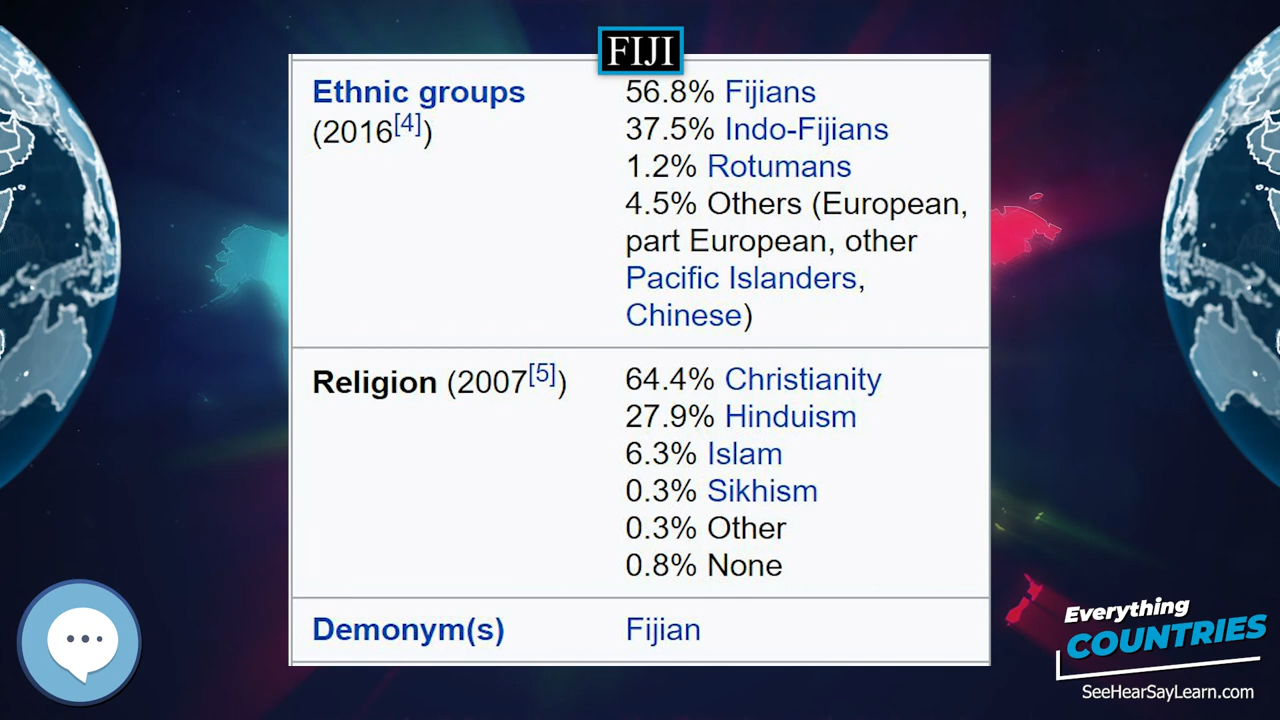 FIJI
Ethnic groups
(2016[4])
56.8% Fijians
37.5% Indo-Fijians
1.2% Rotumans
4.5% Others (European,
part European, other
Pacific Islanders,
Chinese)
Religion (2007[5])
64.4% Christianity
27.9% Hinduism
6.3% Islam
0.3% Sikhism
0.3% Other
0.8% None
Demonym(s)
Fijian
Everything
COUNTRIES
SeeHearSayLearn.com